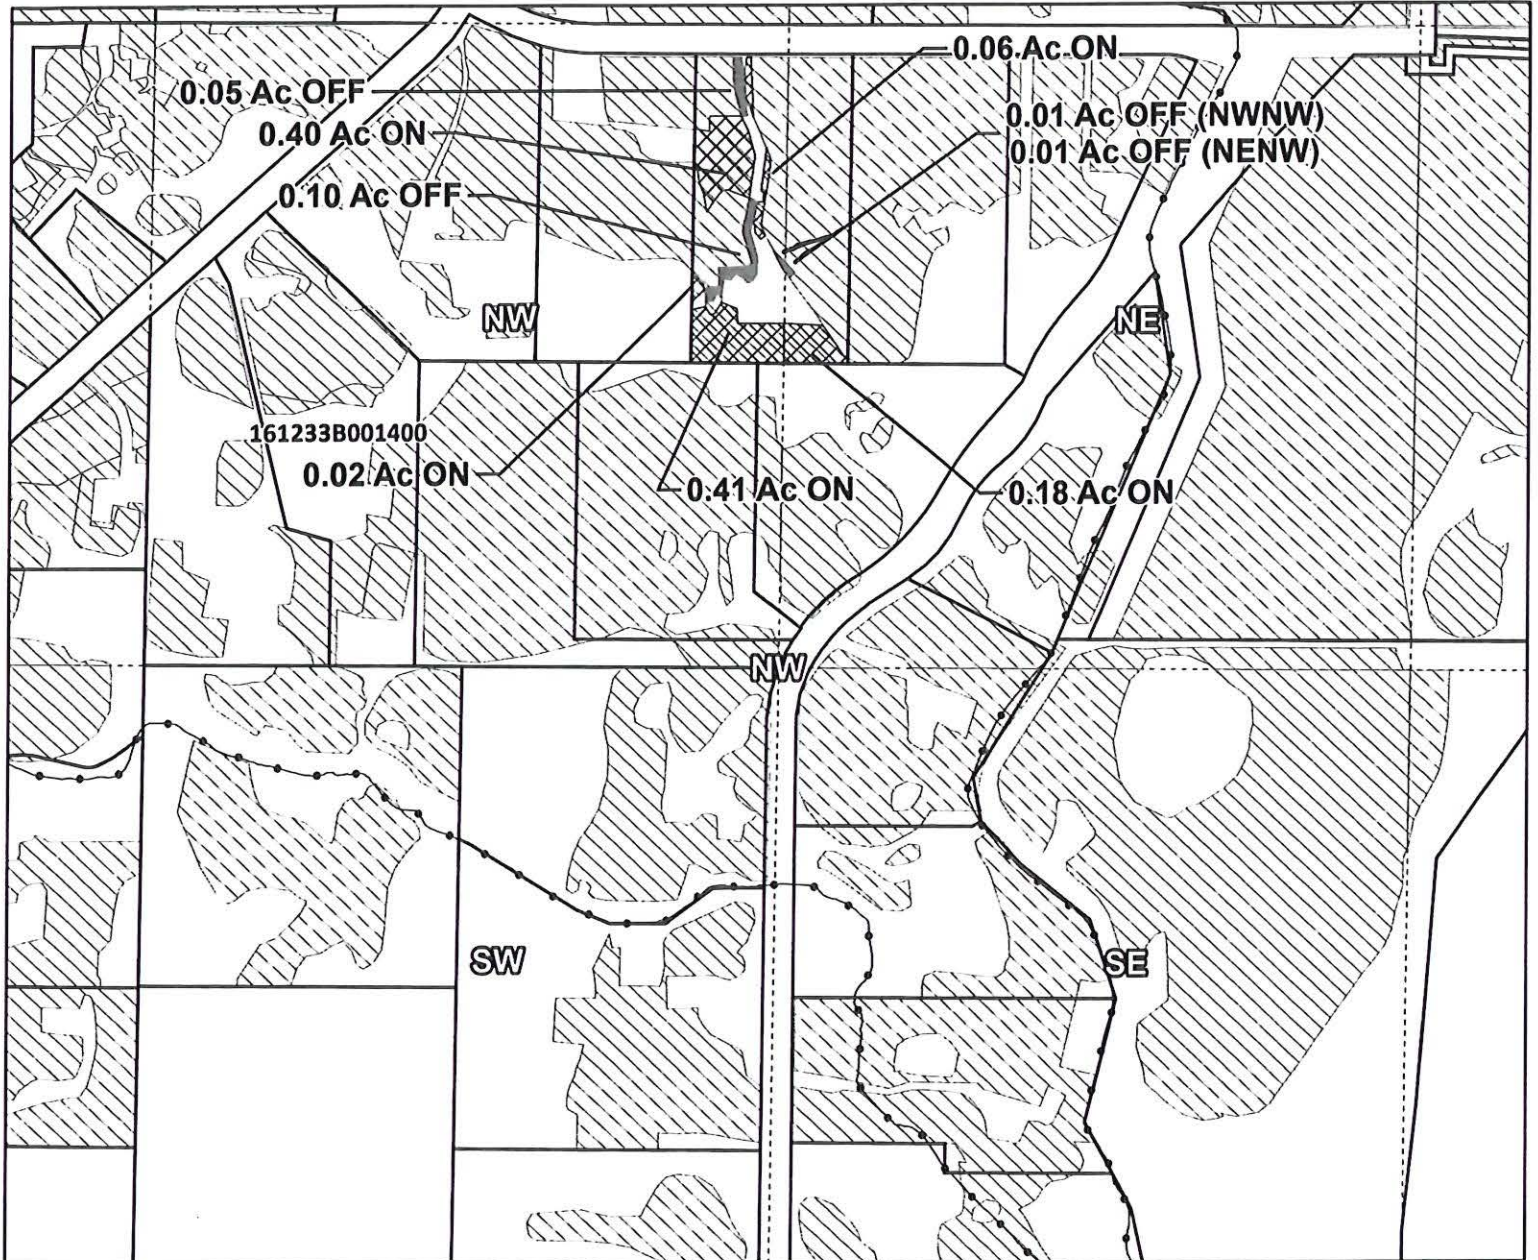 0.06 Ac ON
0.05 Ac OFF
0.01 Ac OFF (NWNW)
0.40 Ac ON
0.01 Ac OFF (NENW)
0.10 Ac OFF
NW
NE
161233B001400
0.02 Ac ON
0.41 Ac ON
0.18 Ac ON
NW
SW
SE